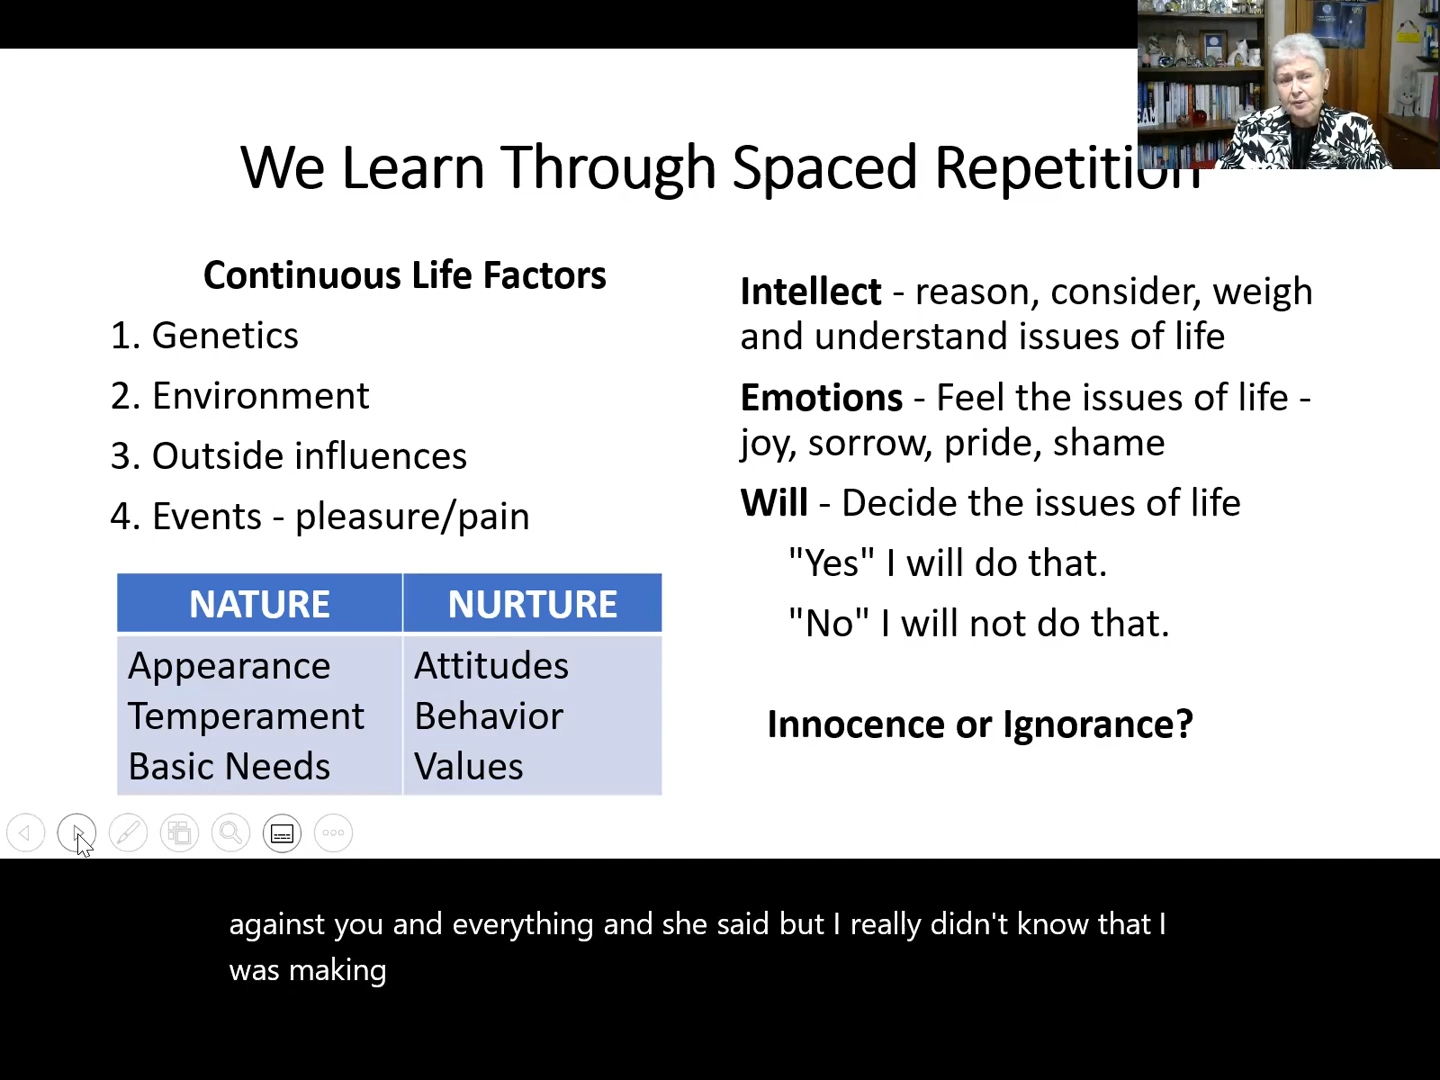 We Learn Through Spaced Repetition
Continuous Life Factors
1. Genetics
2. Environment
3. Outside influences
4. Events - pleasure/pain
NATURE NURTURE
Appearance Attitudes
Temperament Behavior
Basic Needs Values
Intellect - reason, consider, weigh
and understand issues of life
Emotions - Feel the issues of life -
joy, sorrow, pride, shame
Will - Decide the issues of life
"Yes" I will do that.
"No" I will not do that.
Innocence or Ignorance?
against you and everything and she said but I really didn't know that I
was making